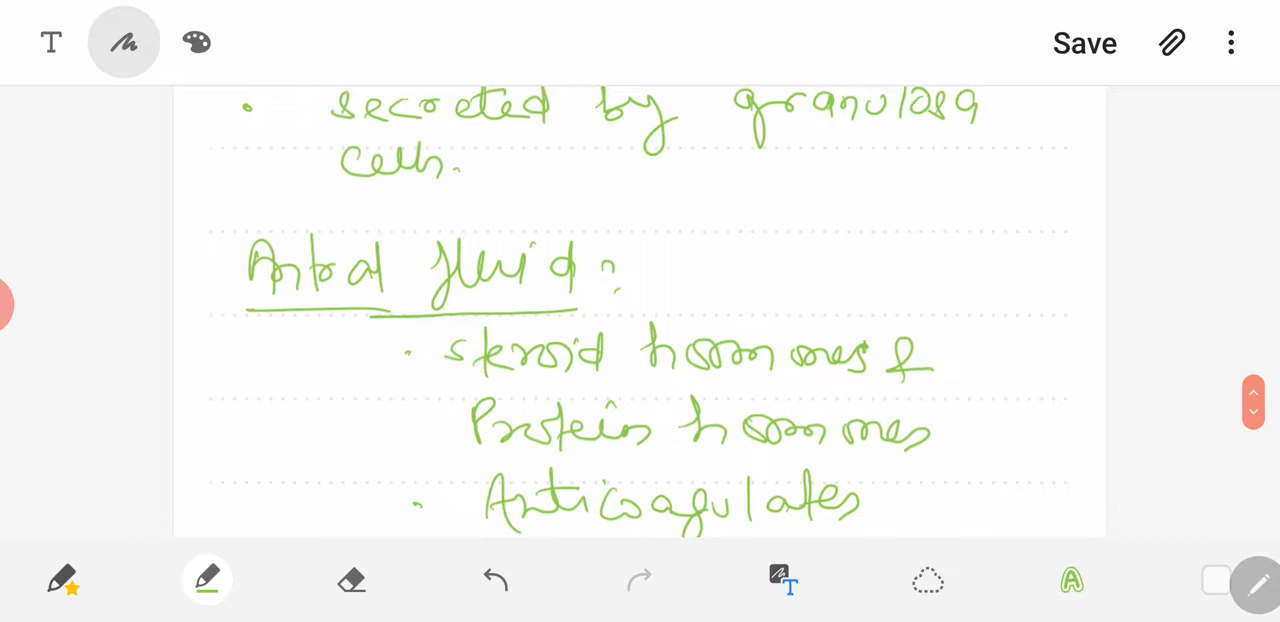 T Save
• secreted by granulosa
cells.
Antral fluid :
• steroid hormones &
Protein hormones
• Anticoagulates
T A